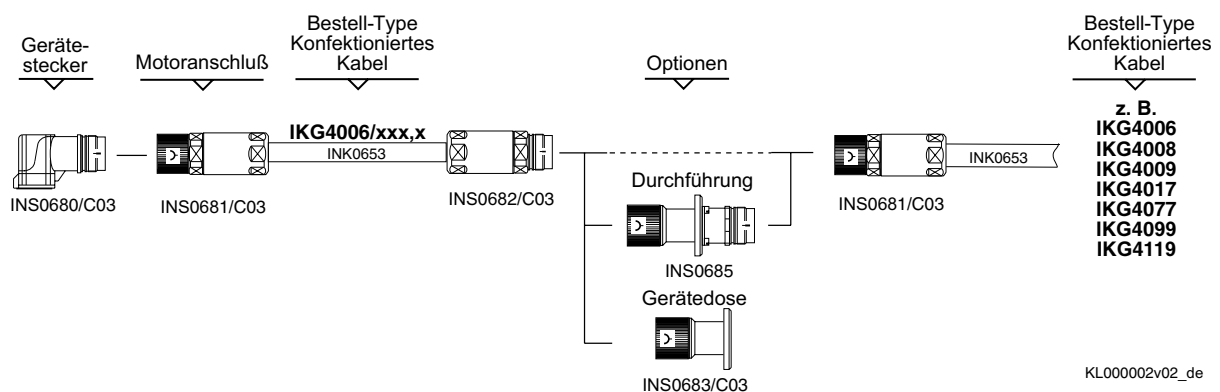 Geräte-
stecker
Motoranschluß
Bestell-Type
Konfektioniertes
Kabel
Optionen
Bestell-Type
Konfektioniertes
Kabel
IKG4006/xxx,x
INK0653
INS0680/C03
INS0681/C03
INS0682/C03
Durchführung
INS0685
Gerätedose
INS0683/C03
INK0653
INS0681/C03
z. B.
IKG4006
IKG4008
IKG4009
IKG4017
IKG4077
IKG4099
IKG4119
KL000002v02_de